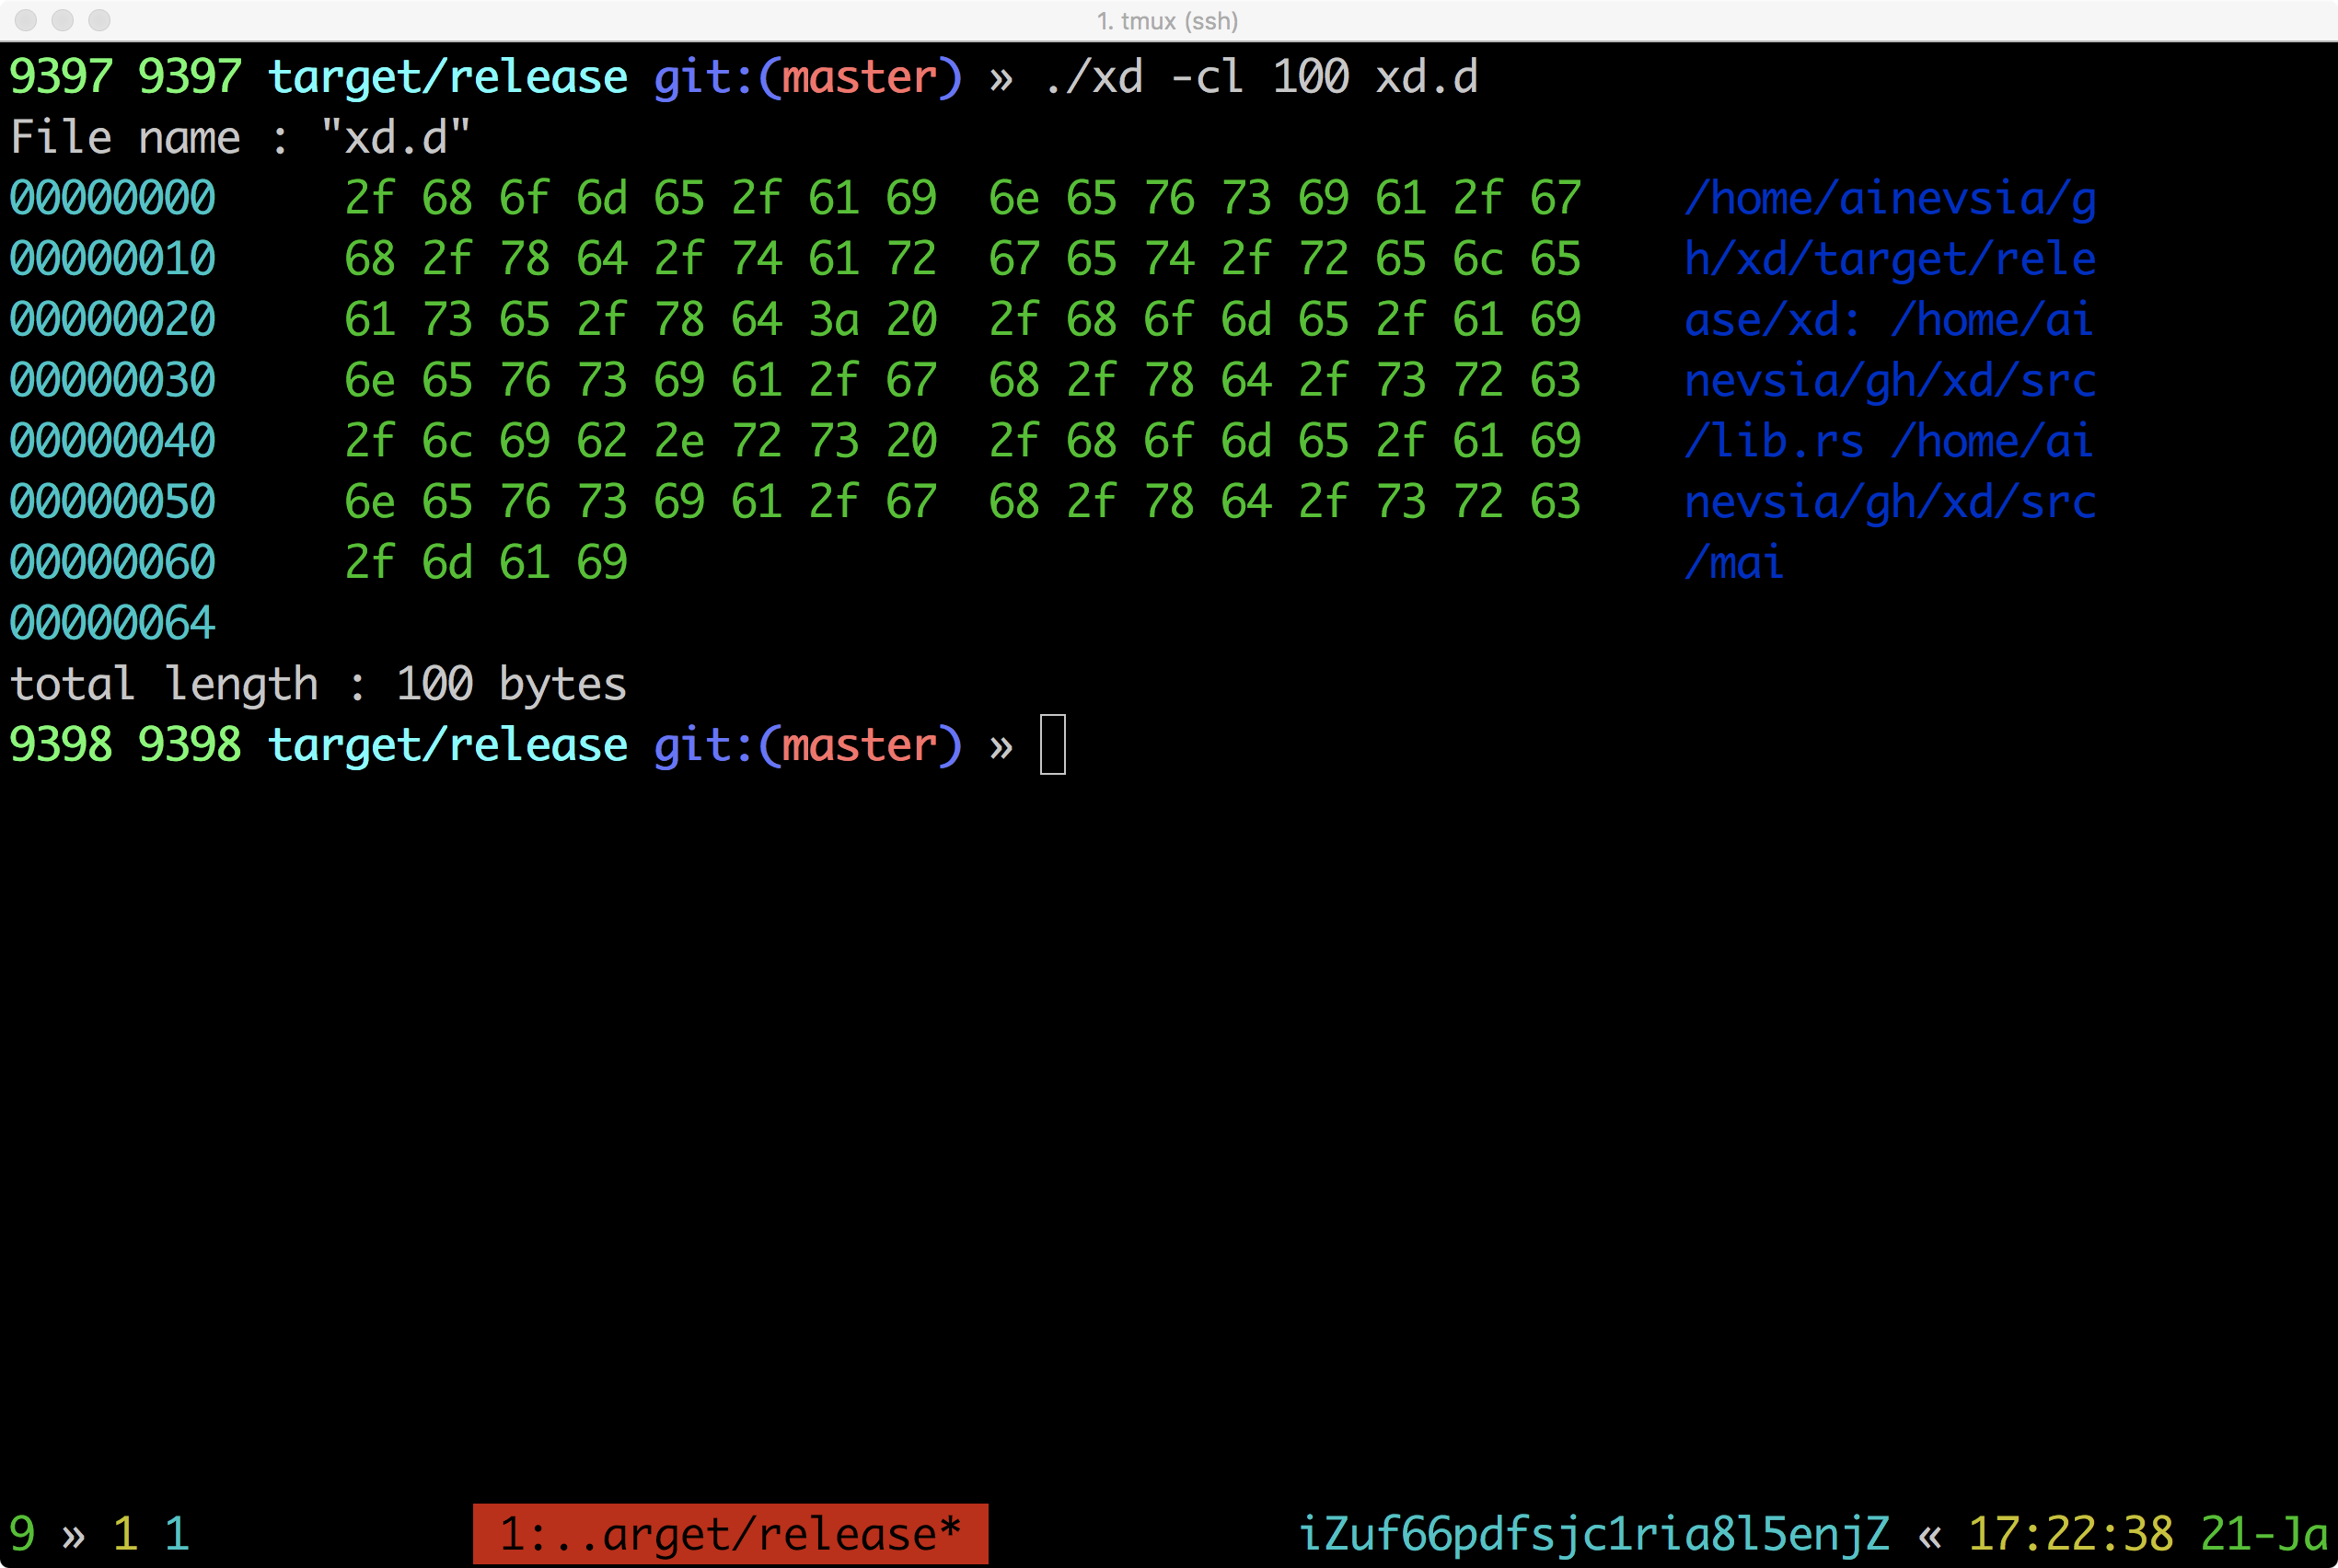 1. tmux (ssh)
9397 9397 target/release git:(master) » ./xd -cl 100 xd.d
File name : "xd.d"
00000000     2f 68 6f 6d 65 2f 61 69  6e 65 76 73 69 61 2f 67    /home/ainevsia/g
00000010     68 2f 78 64 2f 74 61 72  67 65 74 2f 72 65 6c 65    h/xd/target/rele
00000020     61 73 65 2f 78 64 3a 20  2f 68 6f 6d 65 2f 61 69    ase/xd: /home/ai
00000030     6e 65 76 73 69 61 2f 67  68 2f 78 64 2f 73 72 63    nevsia/gh/xd/src
00000040     2f 6c 69 62 2e 72 73 20  2f 68 6f 6d 65 2f 61 69    /lib.rs /home/ai
00000050     6e 65 76 73 69 61 2f 67  68 2f 78 64 2f 73 72 63    nevsia/gh/xd/src
00000060     2f 6d 61 69                                         /mai
00000064
total length : 100 bytes
9398 9398 target/release git:(master) »
9 » 1 1 1:..arget/release* iZuf66pdfsjc1ria8l5enjZ « 17:22:38 21-Ja